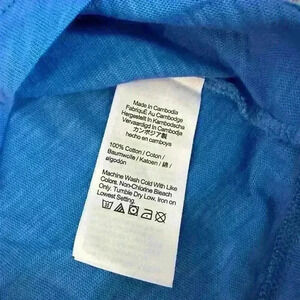 Made in Cambodia
Fabriqué Au Cambodge
Hergestellt in Kambodscha
Vervaardigd in Cambodja
カンボジア製
hecho en camboya
100% Cotton / Coton /
Baumwolle / Katoen / 綿 /
algodón
Machine Wash Cold With Like
Colors, Non-Chlorine Bleach
Only, Tumble Dry Low, Iron on
Low Setting.